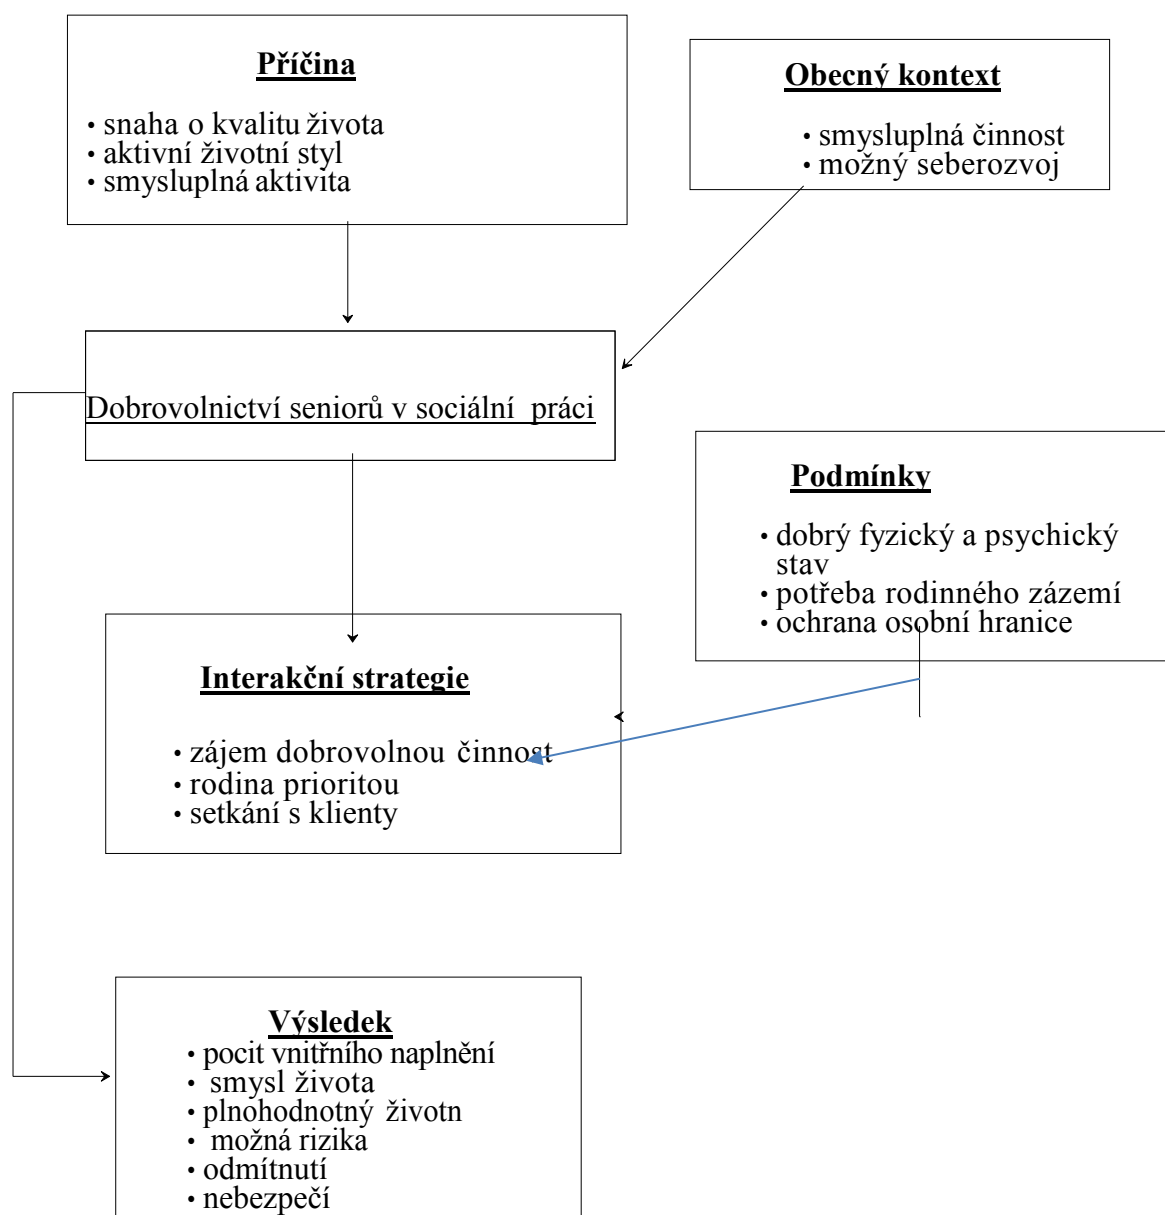 Příčina
• snaha o kvalitu života
• aktivní životní styl
• smysluplná aktivita
Obecný kontext
• smysluplná činnost
• možný seberozvoj
Dobrovolnictví seniorů v sociální práci
Podmínky
• dobrý fyzický a psychický
stav
• potřeba rodinného zázemí
• ochrana osobní hranice
Interakční strategie
• zájem dobrovolnou činnost
• rodina prioritou
• setkání s klienty
Výsledek
• pocit vnitřního naplnění
• smysl života
• plnohodnotný životn
• možná rizika
• odmítnutí
• nebezpečí